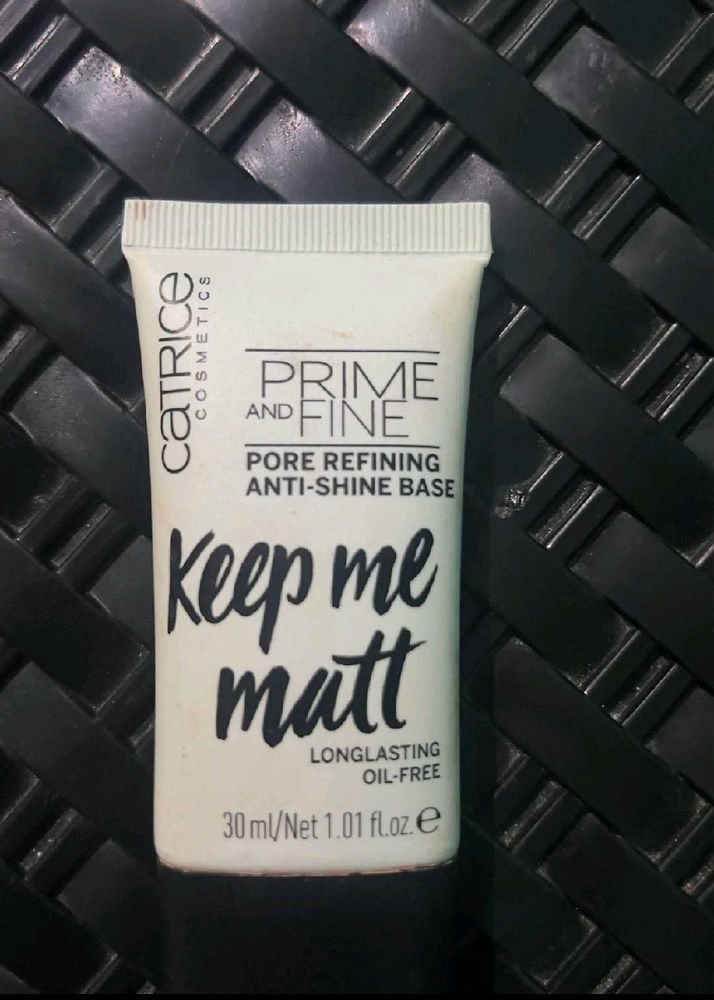 CATRICE
COSMETICS
PRIME
AND FINE
PORE REFINING
ANTI-SHINE BASE
Keep me
matt
LONGLASTING
OIL-FREE
30 ml/Net 1.01 fl.oz. ℮